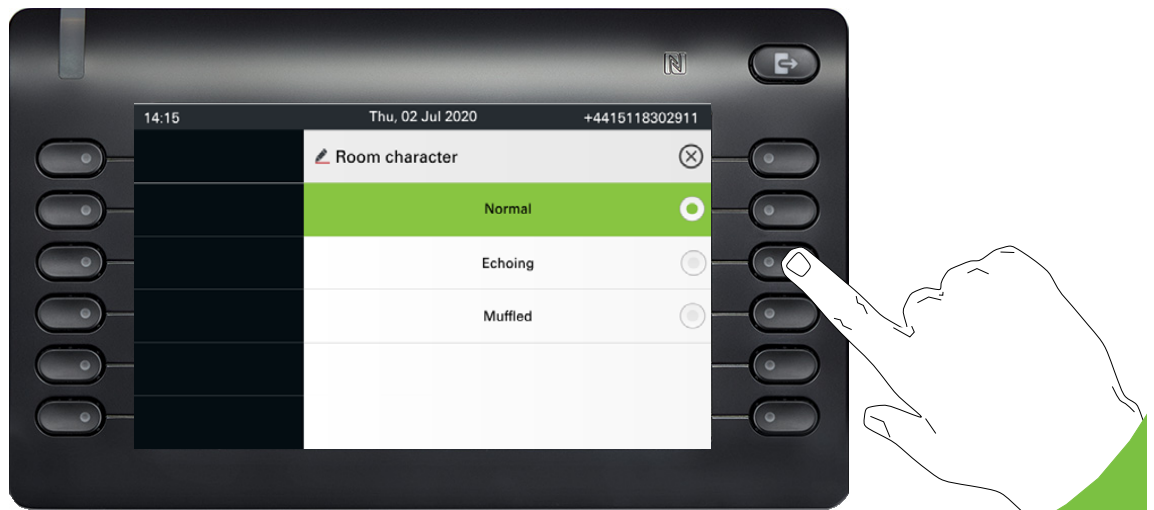 14:15 Thu, 02 Jul 2020 +4415118302911
Room character
Normal
Echoing
Muffled